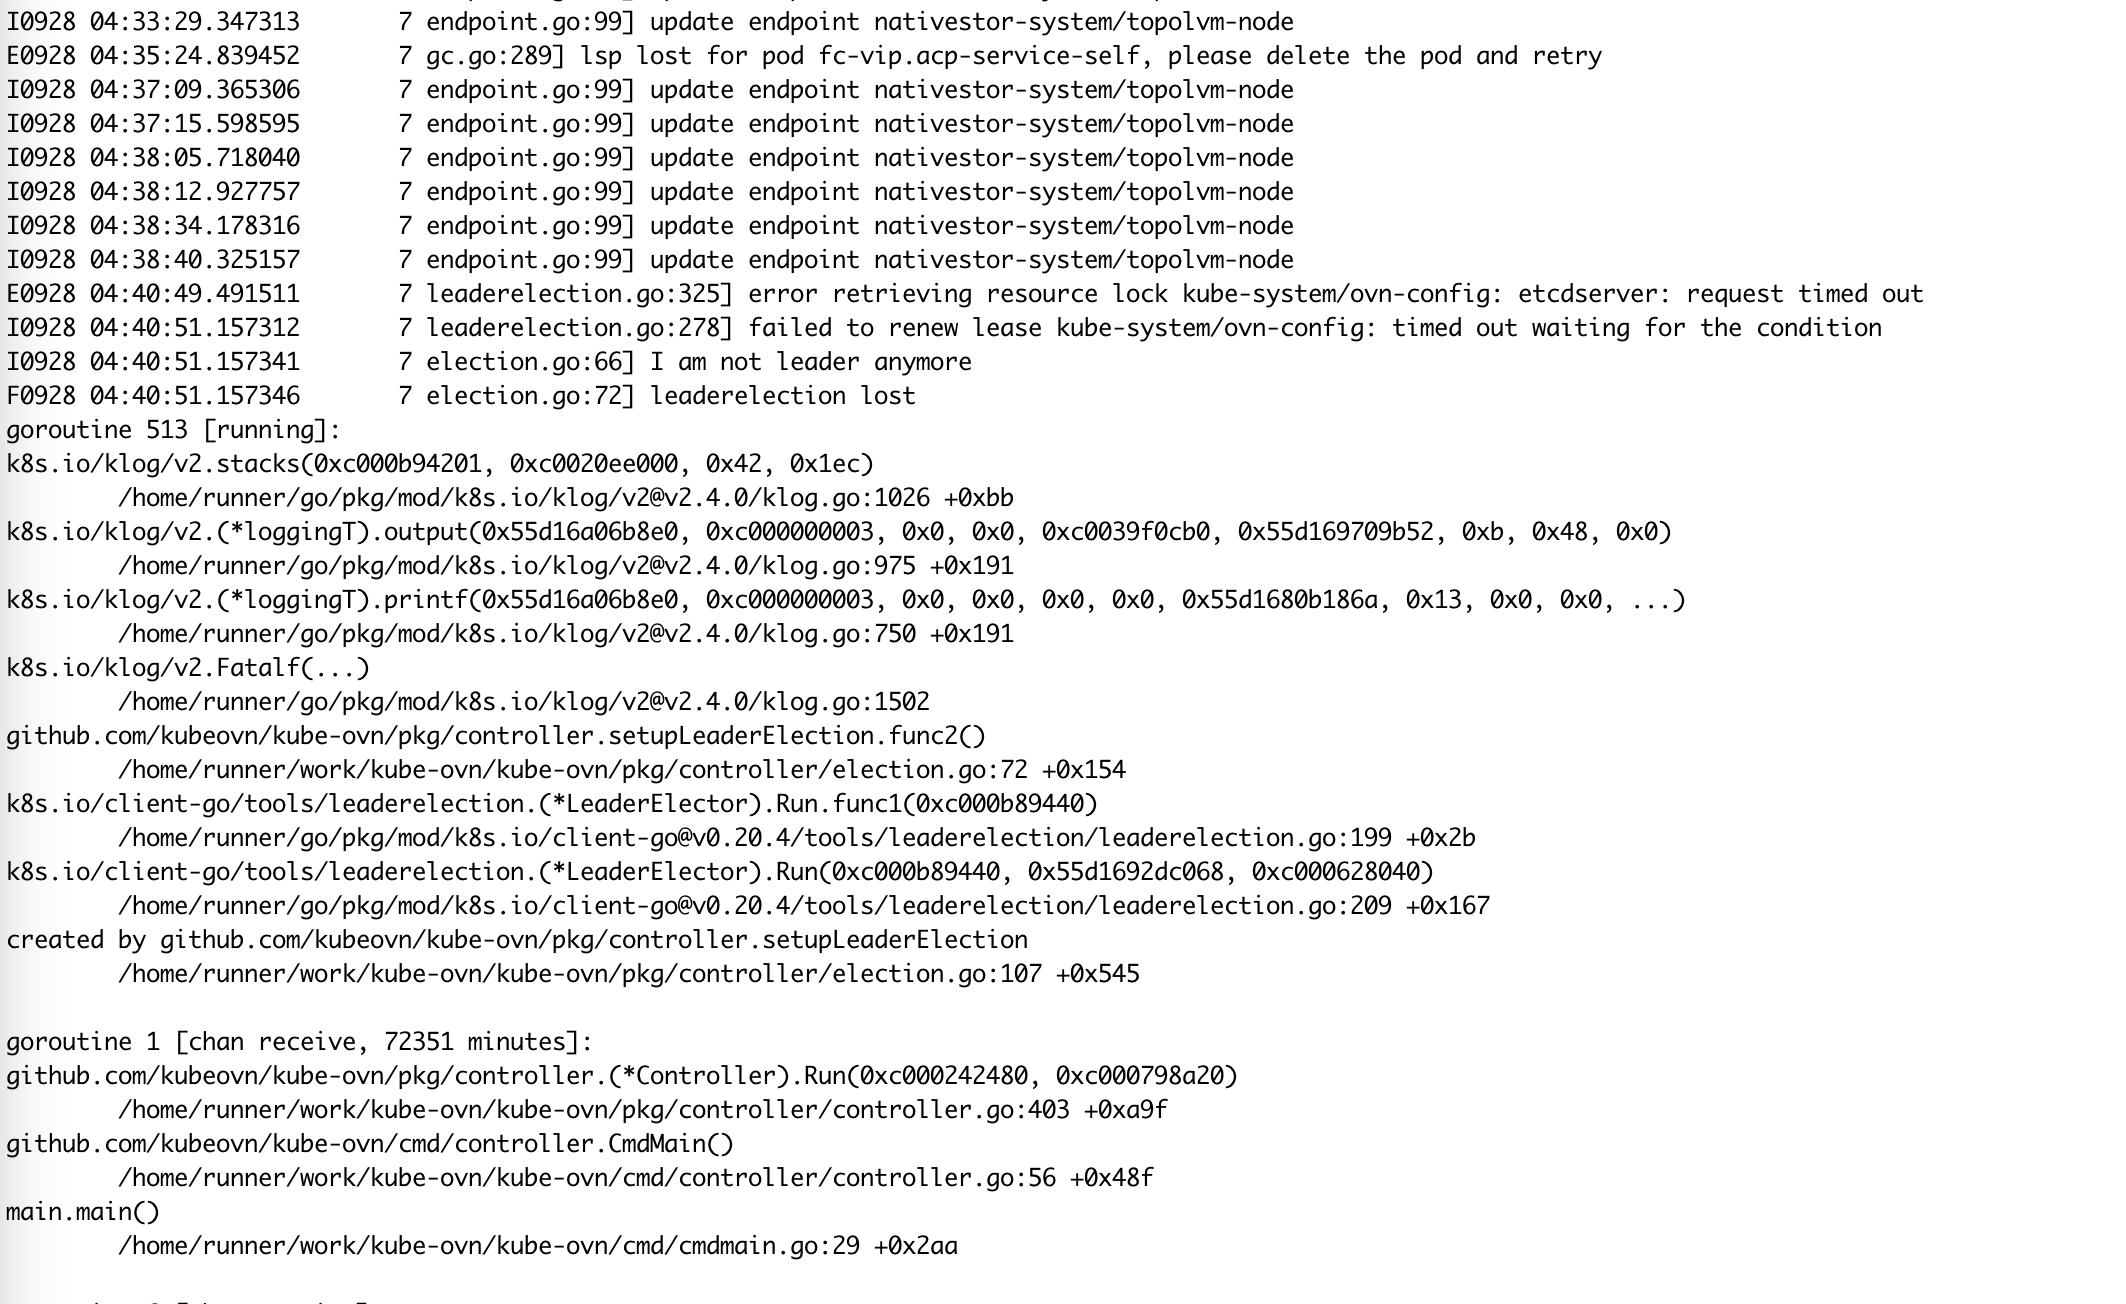 I0928 04:33:29.347313       7 endpoint.go:99] update endpoint nativestor-system/topolvm-node
E0928 04:35:24.839452       7 gc.go:289] lsp lost for pod fc-vip.acp-service-self, please delete the pod and retry
I0928 04:37:09.365306       7 endpoint.go:99] update endpoint nativestor-system/topolvm-node
I0928 04:37:15.598595       7 endpoint.go:99] update endpoint nativestor-system/topolvm-node
I0928 04:38:05.718040       7 endpoint.go:99] update endpoint nativestor-system/topolvm-node
I0928 04:38:12.927757       7 endpoint.go:99] update endpoint nativestor-system/topolvm-node
I0928 04:38:34.178316       7 endpoint.go:99] update endpoint nativestor-system/topolvm-node
I0928 04:38:40.325157       7 endpoint.go:99] update endpoint nativestor-system/topolvm-node
E0928 04:40:49.491511       7 leaderelection.go:325] error retrieving resource lock kube-system/ovn-config: etcdserver: request timed out
I0928 04:40:51.157312       7 leaderelection.go:278] failed to renew lease kube-system/ovn-config: timed out waiting for the condition
I0928 04:40:51.157341       7 election.go:66] I am not leader anymore
F0928 04:40:51.157346       7 election.go:72] leaderelection lost
goroutine 513 [running]:
k8s.io/klog/v2.stacks(0xc000b94201, 0xc0020ee000, 0x42, 0x1ec)
        /home/runner/go/pkg/mod/k8s.io/klog/v2@v2.4.0/klog.go:1026 +0xbb
k8s.io/klog/v2.(*loggingT).output(0x55d16a06b8e0, 0xc000000003, 0x0, 0x0, 0xc0039f0cb0, 0x55d169709b52, 0xb, 0x48, 0x0)
        /home/runner/go/pkg/mod/k8s.io/klog/v2@v2.4.0/klog.go:975 +0x191
k8s.io/klog/v2.(*loggingT).printf(0x55d16a06b8e0, 0xc000000003, 0x0, 0x0, 0x0, 0x0, 0x55d1680b186a, 0x13, 0x0, 0x0, ...)
        /home/runner/go/pkg/mod/k8s.io/klog/v2@v2.4.0/klog.go:750 +0x191
k8s.io/klog/v2.Fatalf(...)
        /home/runner/go/pkg/mod/k8s.io/klog/v2@v2.4.0/klog.go:1502
github.com/kubeovn/kube-ovn/pkg/controller.setupLeaderElection.func2()
        /home/runner/work/kube-ovn/kube-ovn/pkg/controller/election.go:72 +0x154
k8s.io/client-go/tools/leaderelection.(*LeaderElector).Run.func1(0xc000b89440)
        /home/runner/go/pkg/mod/k8s.io/client-go@v0.20.4/tools/leaderelection/leaderelection.go:199 +0x2b
k8s.io/client-go/tools/leaderelection.(*LeaderElector).Run(0xc000b89440, 0x55d1692dc068, 0xc000628040)
        /home/runner/go/pkg/mod/k8s.io/client-go@v0.20.4/tools/leaderelection/leaderelection.go:209 +0x167
created by github.com/kubeovn/kube-ovn/pkg/controller.setupLeaderElection
        /home/runner/work/kube-ovn/kube-ovn/pkg/controller/election.go:107 +0x545

goroutine 1 [chan receive, 72351 minutes]:
github.com/kubeovn/kube-ovn/pkg/controller.(*Controller).Run(0xc000242480, 0xc000798a20)
        /home/runner/work/kube-ovn/kube-ovn/pkg/controller/controller.go:403 +0xa9f
github.com/kubeovn/kube-ovn/cmd/controller.CmdMain()
        /home/runner/work/kube-ovn/kube-ovn/cmd/controller/controller.go:56 +0x48f
main.main()
        /home/runner/work/kube-ovn/kube-ovn/cmd/cmdmain.go:29 +0x2aa